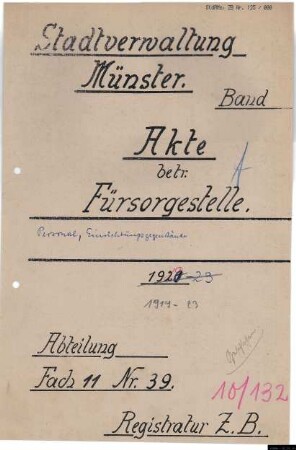 Stadtverwaltung
Münster.
Band
Akte
betr.
Fürsorgestelle.
Personal, Einrichtungsgegenstände
1920-23
1917-23
Abteilung
Fach 11 Nr. 39.
10/132
Registratur Z.B.